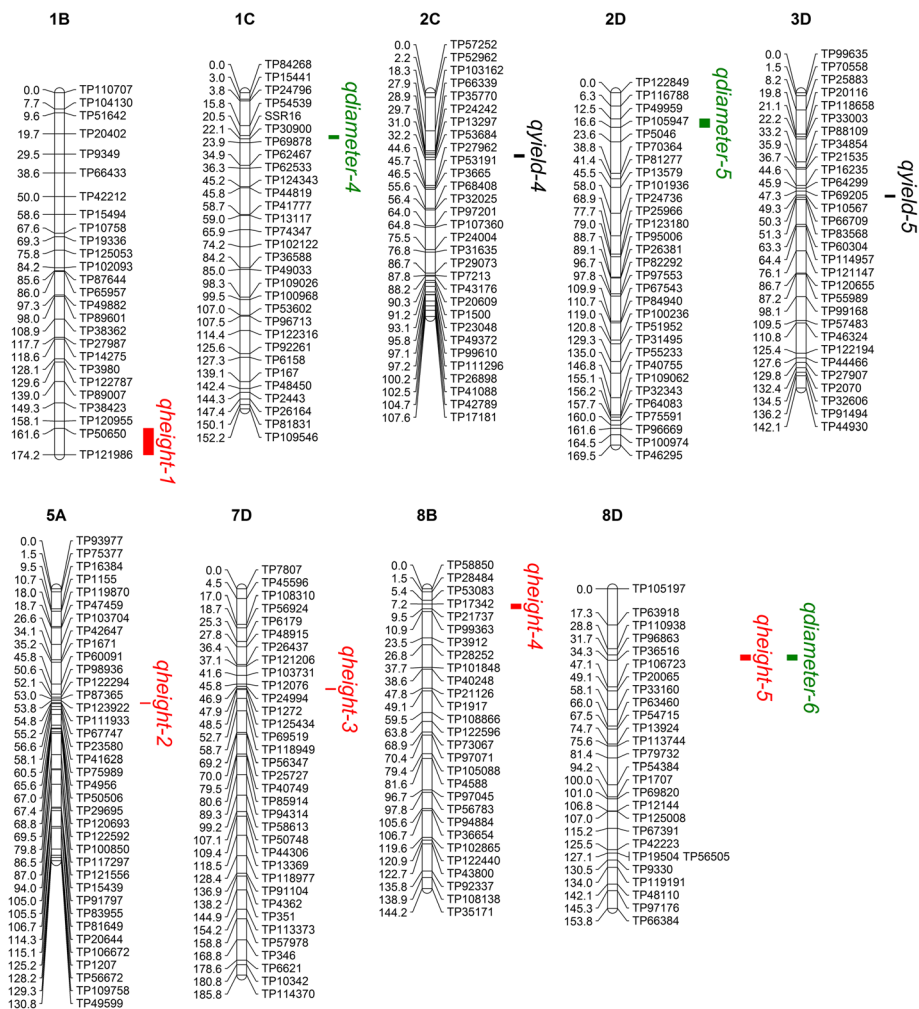 1B
0.0 TP110707
7.7 TP104130
9.6 TP51642
19.7 TP20402
29.5 TP9349
38.6 TP66433
50.0 TP42212
58.6 TP15494
67.6 TP10758
69.3 TP19336
75.8 TP125053
84.2 TP102093
85.6 TP87644
86.0 TP65957
97.3 TP49882
98.0 TP89601
108.9 TP38362
117.7 TP27987
118.6 TP14275
128.1 TP3980
129.6 TP122787
139.0 TP89007
149.3 TP38423
158.1 TP120955
161.6 TP50650
174.2 TP121986
qheight-1
1C
0.0 TP84268
3.0 TP15441
3.8 TP24796
15.8 TP54539
20.5 SSR16
22.1 TP30900
23.9 TP69878
34.9 TP62467
36.3 TP62533
45.2 TP124343
45.8 TP44819
58.7 TP41777
59.0 TP13117
65.9 TP74347
74.2 TP102122
84.2 TP36588
85.0 TP49033
98.3 TP109026
99.5 TP100968
107.0 TP53602
107.5 TP96713
114.4 TP122316
125.6 TP92261
127.3 TP6158
139.1 TP167
142.4 TP48450
144.3 TP2443
147.4 TP26164
150.1 TP81831
152.2 TP109546
qdiameter-4
2C
0.0 TP57252
2.2 TP52962
18.3 TP103162
27.9 TP66339
28.9 TP35770
29.7 TP24242
31.0 TP13297
32.2 TP53684
44.6 TP27962
45.7 TP53191
46.5 TP3665
55.6 TP68408
56.4 TP32025
64.0 TP97201
64.8 TP107360
75.5 TP24004
76.8 TP31635
86.7 TP29073
87.8 TP7213
88.2 TP43176
90.3 TP20609
91.2 TP1500
93.1 TP23048
95.8 TP49372
97.1 TP99610
97.2 TP111296
100.2 TP26898
102.5 TP41088
104.7 TP42789
107.6 TP17181
qyield-4
2D
0.0 TP122849
6.3 TP116788
12.5 TP49959
16.6 TP105947
23.6 TP5046
38.8 TP70364
41.4 TP81277
45.5 TP13579
58.0 TP101936
68.9 TP24736
77.7 TP25966
79.0 TP123180
88.7 TP95006
89.1 TP26381
96.7 TP82292
97.8 TP97553
109.9 TP67543
110.7 TP84940
119.0 TP100236
120.8 TP51952
129.3 TP31495
135.0 TP55233
146.8 TP40755
155.1 TP109062
156.2 TP32343
157.7 TP64083
160.0 TP75591
161.6 TP96669
164.5 TP100974
169.5 TP46295
qdiameter-5
3D
0.0 TP99635
1.5 TP70558
8.2 TP25883
19.8 TP20116
21.1 TP118658
22.2 TP33003
33.2 TP88109
35.9 TP34854
36.7 TP21535
44.6 TP16235
45.9 TP64299
47.3 TP69205
49.3 TP10567
50.3 TP66709
51.3 TP83568
63.3 TP60304
64.4 TP114957
76.1 TP121147
86.7 TP120655
87.2 TP55989
98.1 TP99168
109.5 TP57483
110.8 TP46324
125.4 TP122194
127.6 TP44466
129.8 TP27907
132.4 TP2070
134.5 TP32606
136.2 TP91494
142.1 TP44930
qyield-5
5A
0.0 TP93977
1.5 TP75377
9.5 TP16384
10.7 TP1155
18.0 TP119870
18.7 TP47459
26.6 TP103704
34.1 TP42647
35.2 TP1671
45.8 TP60091
50.6 TP98936
52.1 TP122294
53.0 TP87365
53.8 TP123922
54.8 TP111933
55.2 TP67747
56.6 TP23580
58.1 TP41628
60.5 TP75989
65.6 TP4956
67.0 TP50506
67.4 TP29695
68.8 TP120693
69.5 TP122592
79.8 TP100850
86.5 TP117297
87.0 TP121556
94.0 TP15439
105.0 TP91797
105.5 TP83955
106.7 TP81649
114.3 TP20644
115.1 TP106672
125.2 TP1207
128.2 TP56672
129.3 TP109758
130.8 TP49599
qheight-2
7D
0.0 TP7807
4.5 TP45596
17.0 TP108310
18.7 TP56924
25.3 TP6179
27.8 TP48915
36.4 TP26437
37.1 TP121206
41.6 TP103731
45.8 TP12076
46.9 TP24994
47.9 TP1272
48.5 TP125434
52.7 TP69519
58.7 TP118949
69.2 TP56347
70.0 TP25727
79.5 TP40749
80.6 TP85914
89.3 TP94314
99.2 TP58613
107.1 TP50748
109.4 TP44306
118.5 TP13369
128.4 TP118977
136.9 TP91104
138.2 TP4362
144.9 TP351
154.2 TP113373
158.8 TP57978
168.8 TP346
178.6 TP6621
180.8 TP10342
185.8 TP114370
qheight-3
8B
0.0 TP58850
1.5 TP28484
5.4 TP53083
7.2 TP17342
9.5 TP21737
10.9 TP99363
23.5 TP3912
26.8 TP28252
37.7 TP101848
38.6 TP40248
47.8 TP21126
49.1 TP1917
59.5 TP108866
63.8 TP122596
68.9 TP73067
70.4 TP97071
79.4 TP105088
81.6 TP4588
96.7 TP97045
97.8 TP56783
105.6 TP94884
106.7 TP36654
119.6 TP102865
120.9 TP122440
122.7 TP43800
135.8 TP92337
138.9 TP108138
144.2 TP35171
qheight-4
8D
0.0 TP105197
17.3 TP63918
28.8 TP110938
31.7 TP96863
34.3 TP36516
47.1 TP106723
49.1 TP20065
58.1 TP33160
66.0 TP63460
67.5 TP54715
74.7 TP13924
75.6 TP113744
81.4 TP79732
94.2 TP54384
100.0 TP1707
101.0 TP69820
106.8 TP12144
107.0 TP125008
115.2 TP67391
125.5 TP42223
127.1 TP19504 TP56505
130.5 TP9330
134.0 TP119191
142.1 TP48110
145.3 TP97176
153.8 TP66384
qheight-5
qdiameter-6